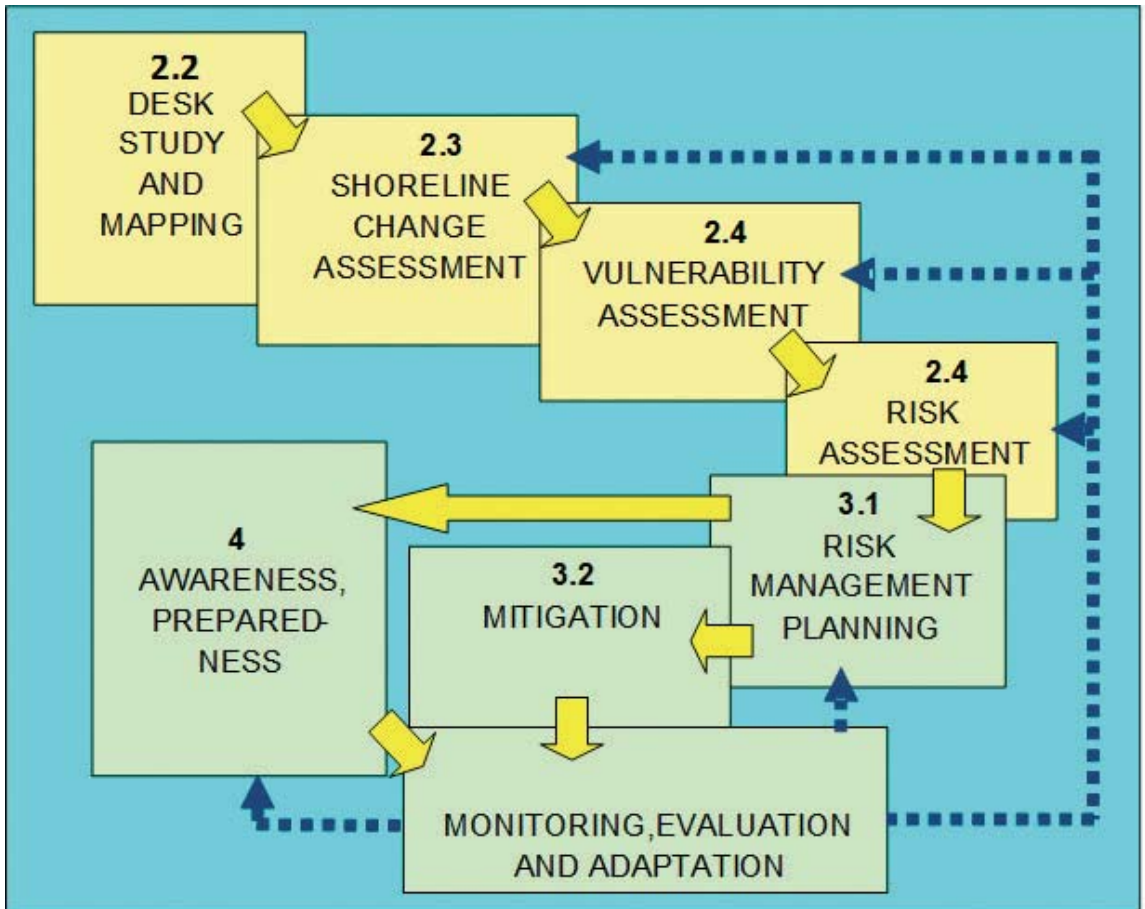 2.2
DESK
STUDY
AND
MAPPING
2.3
SHORELINE
CHANGE
ASSESSMENT
2.4
VULNERABILITY
ASSESSMENT
2.4
RISK
ASSESSMENT
3.1
RISK
MANAGEMENT
PLANNING
3.2
MITIGATION
4
AWARENESS,
PREPARED-
NESS
MONITORING,EVALUATION
AND ADAPTATION